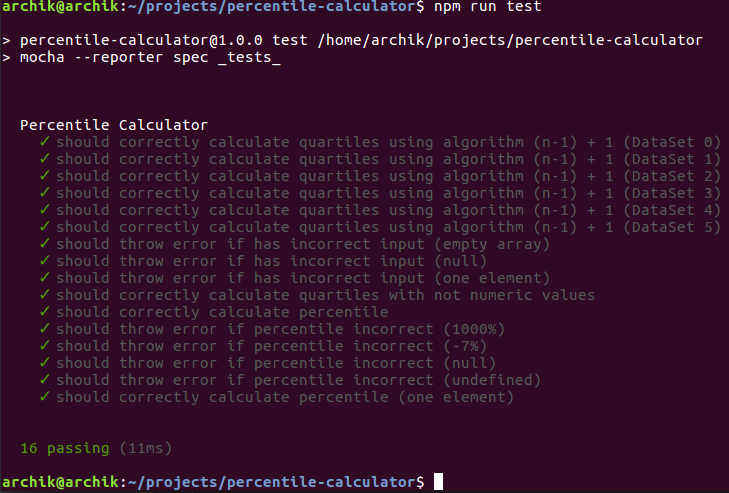 archik@archik:~/projects/percentile-calculator$ npm run test
> percentile-calculator@1.0.0 test /home/archik/projects/percentile-calculator
> mocha --reporter spec _tests_
Percentile Calculator
✓ should correctly calculate quartiles using algorithm (n-1) + 1 (DataSet 0)
✓ should correctly calculate quartiles using algorithm (n-1) + 1 (DataSet 1)
✓ should correctly calculate quartiles using algorithm (n-1) + 1 (DataSet 2)
✓ should correctly calculate quartiles using algorithm (n-1) + 1 (DataSet 3)
✓ should correctly calculate quartiles using algorithm (n-1) + 1 (DataSet 4)
✓ should correctly calculate quartiles using algorithm (n-1) + 1 (DataSet 5)
✓ should throw error if has incorrect input (empty array)
✓ should throw error if has incorrect input (null)
✓ should throw error if has incorrect input (one element)
✓ should correctly calculate quartiles with not numeric values
✓ should correctly calculate percentile
✓ should throw error if percentile incorrect (1000%)
✓ should throw error if percentile incorrect (-7%)
✓ should throw error if percentile incorrect (null)
✓ should throw error if percentile incorrect (undefined)
✓ should correctly calculate percentile (one element)
16 passing (11ms)
archik@archik:~/projects/percentile-calculator$